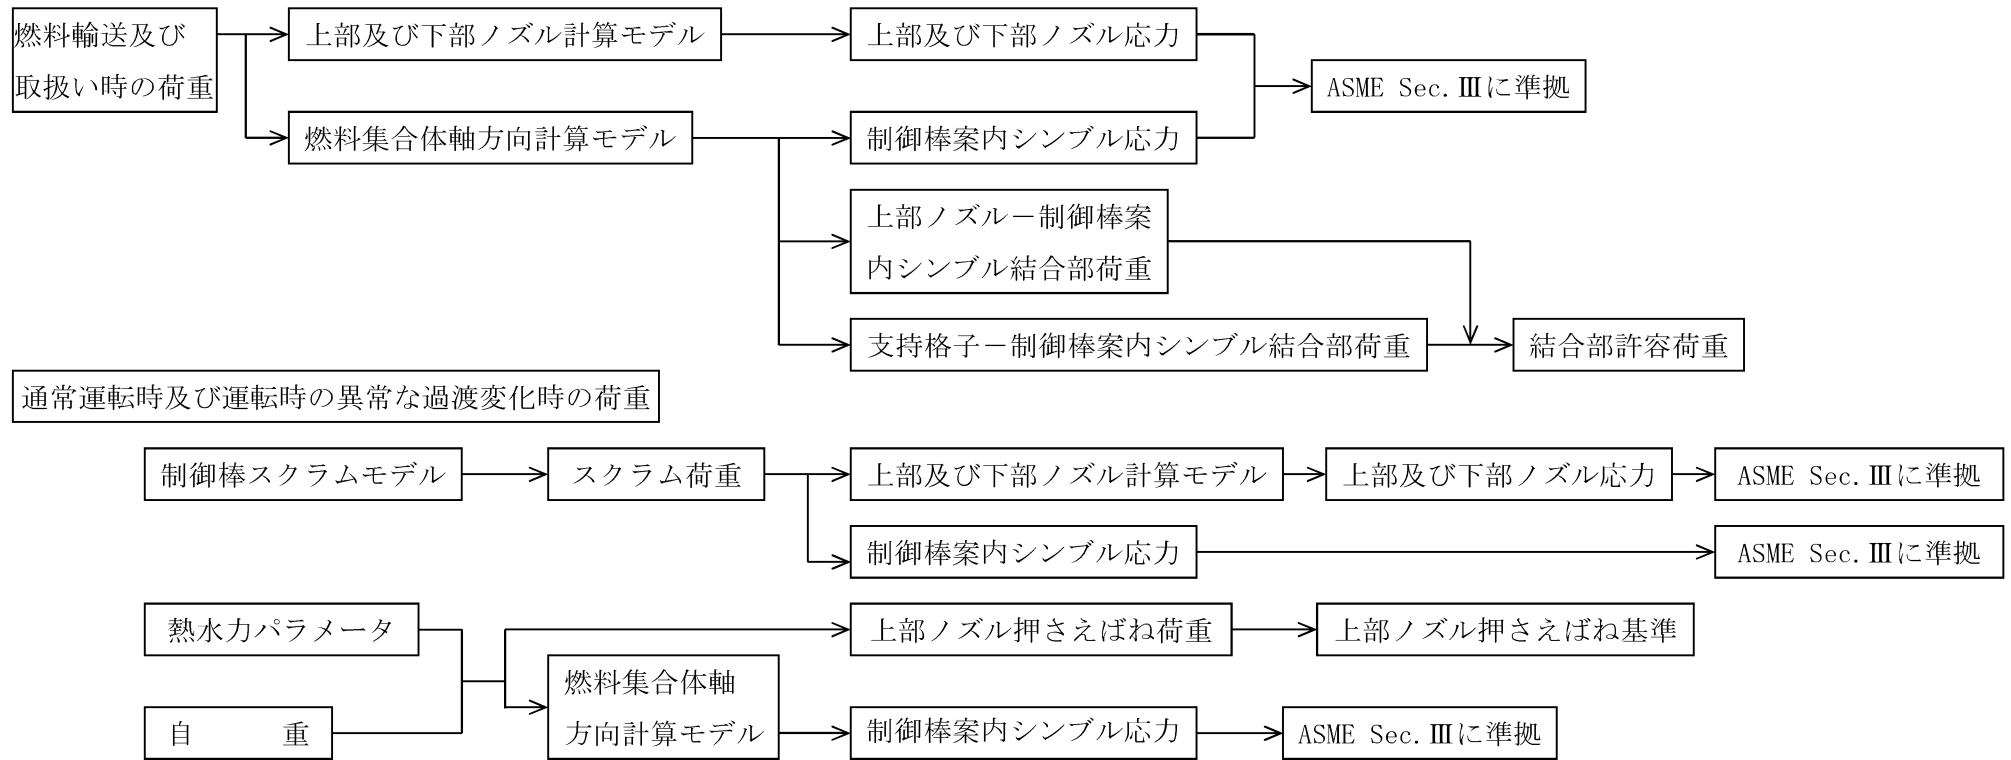 燃料輸送及び
取扱い時の荷重
上部及び下部ノズル計算モデル
上部及び下部ノズル応力
ASME Sec.Ⅲに準拠
燃料集合体軸方向計算モデル
制御棒案内シンブル応力
上部ノズル－制御棒案
内シンブル結合部荷重
支持格子－制御棒案内シンブル結合部荷重
結合部許容荷重
通常運転時及び運転時の異常な過渡変化時の荷重
制御棒スクラムモデル
スクラム荷重
上部及び下部ノズル計算モデル
上部及び下部ノズル応力
ASME Sec.Ⅲに準拠
制御棒案内シンブル応力
ASME Sec.Ⅲに準拠
熱水力パラメータ
上部ノズル押さえばね荷重
上部ノズル押さえばね基準
燃料集合体軸
方向計算モデル
自　　　重
制御棒案内シンブル応力
ASME Sec.Ⅲに準拠